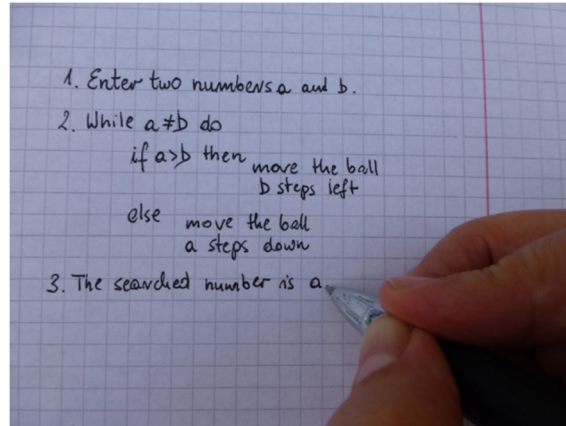 1. Enter two numbers a and b.
2. While a≠b do
if a>b then move the ball
b steps left
else move the ball
a steps down
3. The searched number is a